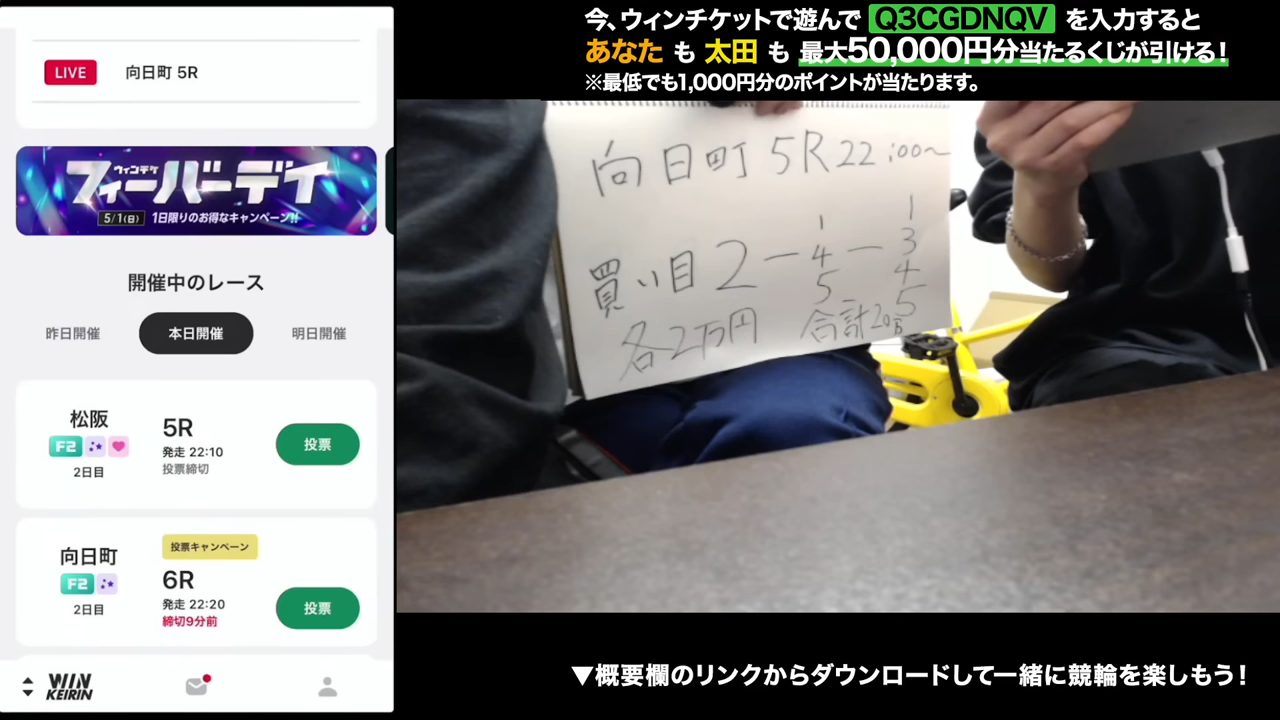 LIVE 向日町 5R
ウィンチケ
フィーバーデイ
5/1(日) 1日限りのお得なキャンペーン!!
開催中のレース
昨日開催 本日開催 明日開催
松阪
F2
2日目
5R
発走 22:10
投票締切
投票
向日町
F2
2日目
投票キャンペーン
6R
発走 22:20
締切9分前
投票
WIN
KEIRIN
今、ウィンチケットで遊んで Q3CGDNQV を入力すると
あなた も 太田 も 最大50,000円分当たるくじが引ける!
※最低でも1,000円分のポイントが当たります。
向日町 5R 22:00〜
買い目 2 — 1 4 5 — 1 3 4 5
各2万円 合計20万
▼概要欄のリンクからダウンロードして一緒に競輪を楽しもう!